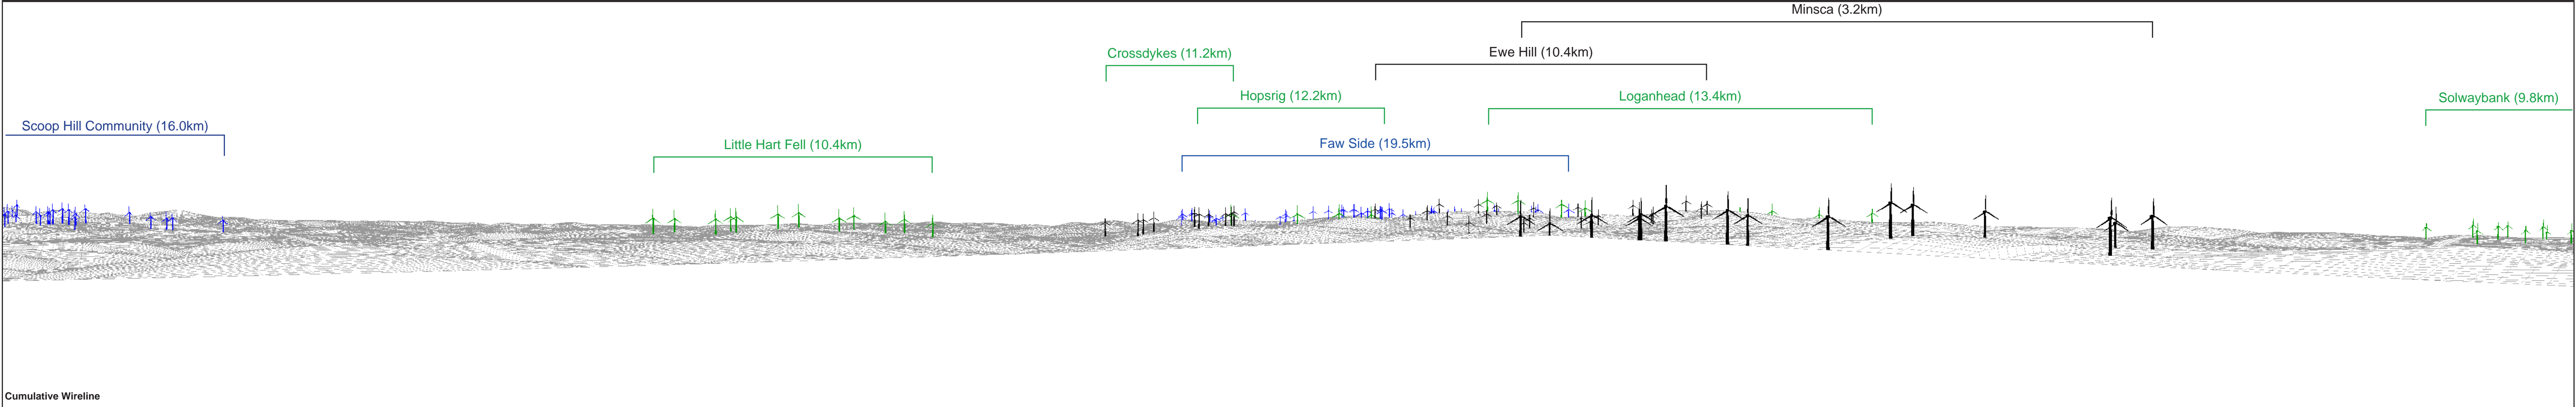 Minsca (3.2km)
Ewe Hill (10.4km)
Crossdykes (11.2km)
Hopsrig (12.2km)
Loganhead (13.4km)
Solwaybank (9.8km)
Scoop Hill Community (16.0km)
Little Hart Fell (10.4km)
Faw Side (19.5km)
Cumulative Wireline